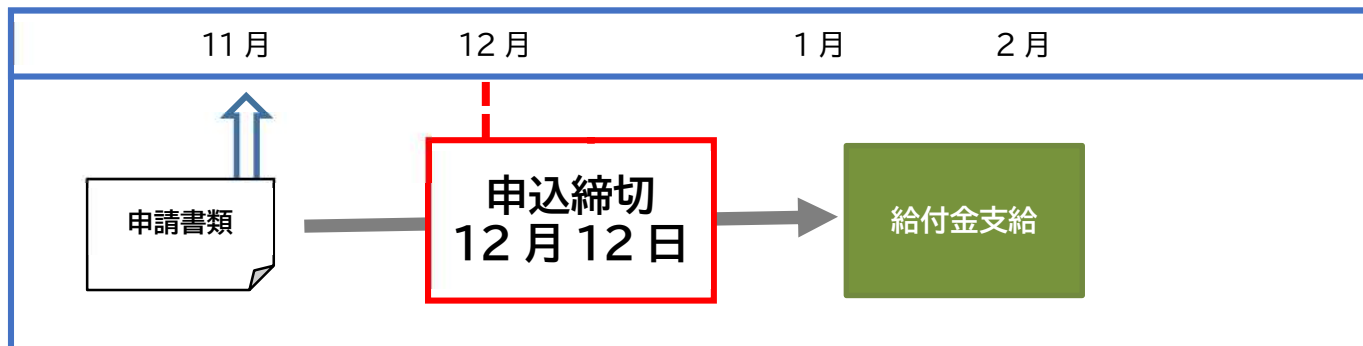 11月 12月 1月 2月
申請書類
申込締切
12月12日
給付金支給